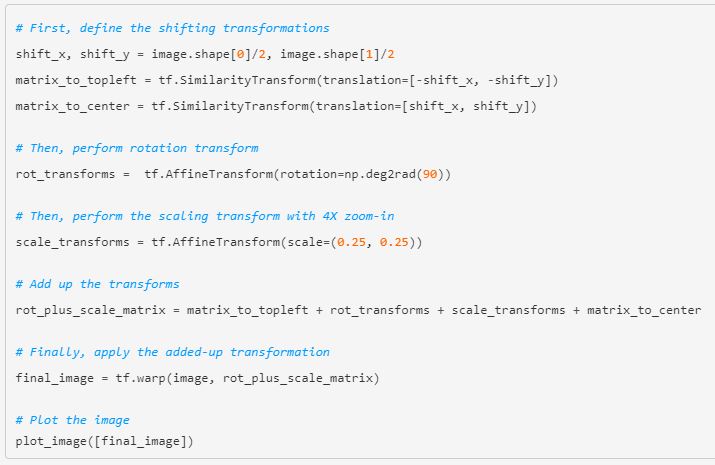 # First, define the shifting transformations
shift_x, shift_y = image.shape[0]/2, image.shape[1]/2
matrix_to_topleft = tf.SimilarityTransform(translation=[-shift_x, -shift_y])
matrix_to_center = tf.SimilarityTransform(translation=[shift_x, shift_y])
# Then, perform rotation transform
rot_transforms =  tf.AffineTransform(rotation=np.deg2rad(90))
# Then, perform the scaling transform with 4X zoom-in
scale_transforms = tf.AffineTransform(scale=(0.25, 0.25))
# Add up the transforms
rot_plus_scale_matrix = matrix_to_topleft + rot_transforms + scale_transforms + matrix_to_center
# Finally, apply the added-up transformation
final_image = tf.warp(image, rot_plus_scale_matrix)
# Plot the image
plot_image([final_image])